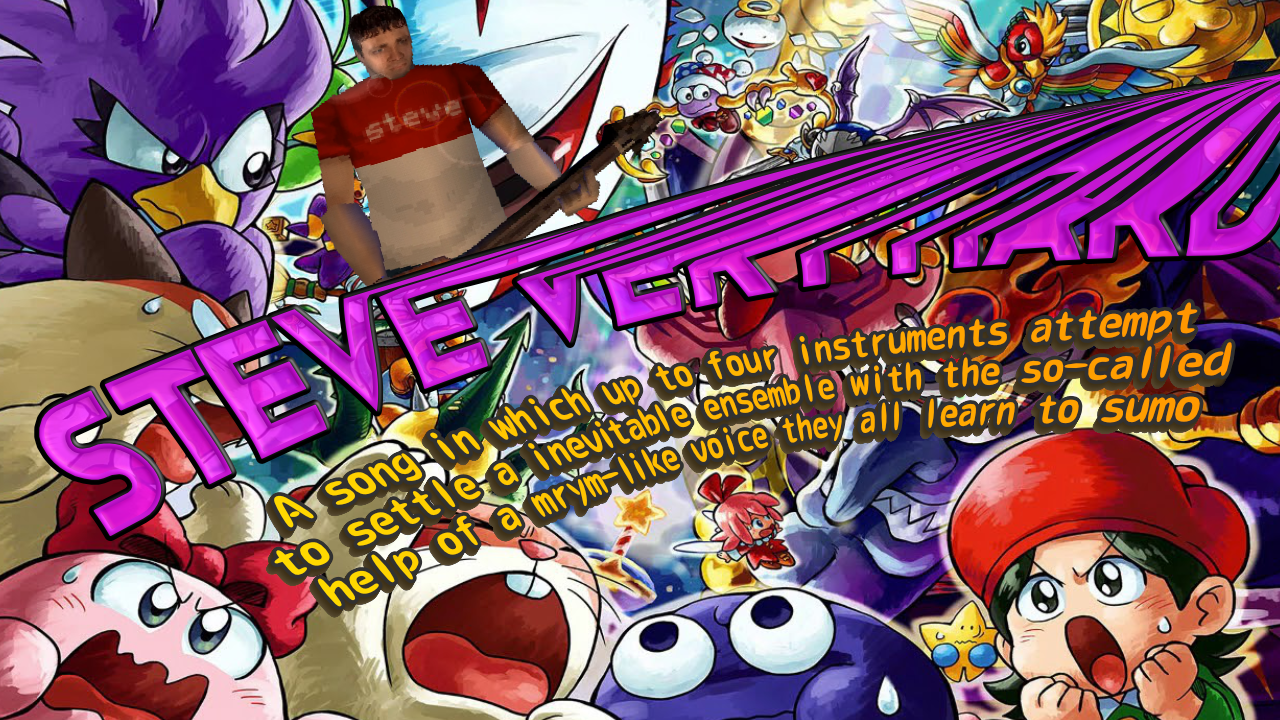 steve
STEVE VERY HARD
A song in which up to four instruments attempt
to settle a inevitable ensemble with the so-called
help of a mrym-like voice they all learn to sumo